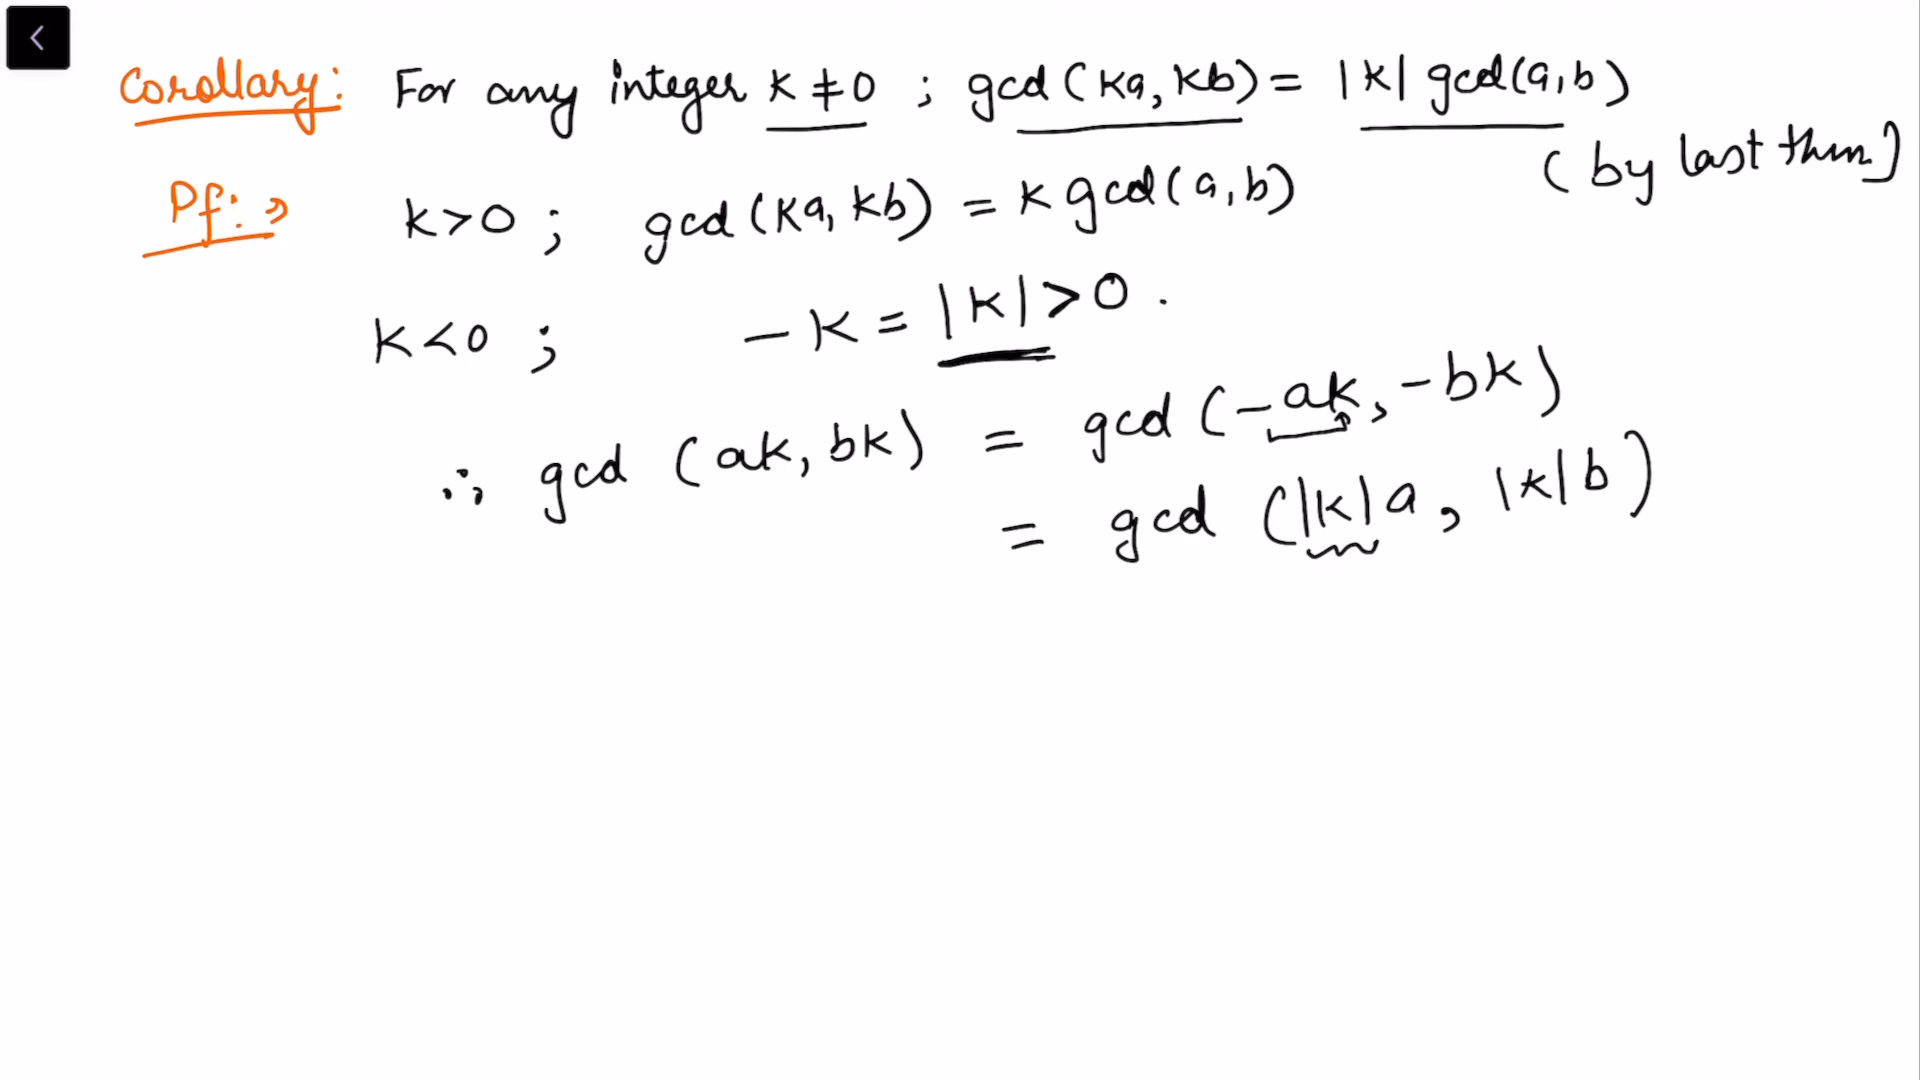 Corollary: For any integer k ≠ 0 ; gcd (ka, kb) = |k| gcd(a, b)
(by last thm)
Pf: → k > 0 ; gcd (ka, kb) = k gcd(a, b)
k < 0 ; - k = |k| > 0 .
∴ gcd (ak, bk) = gcd (-ak, -bk)
= gcd (|k|a, |k|b)